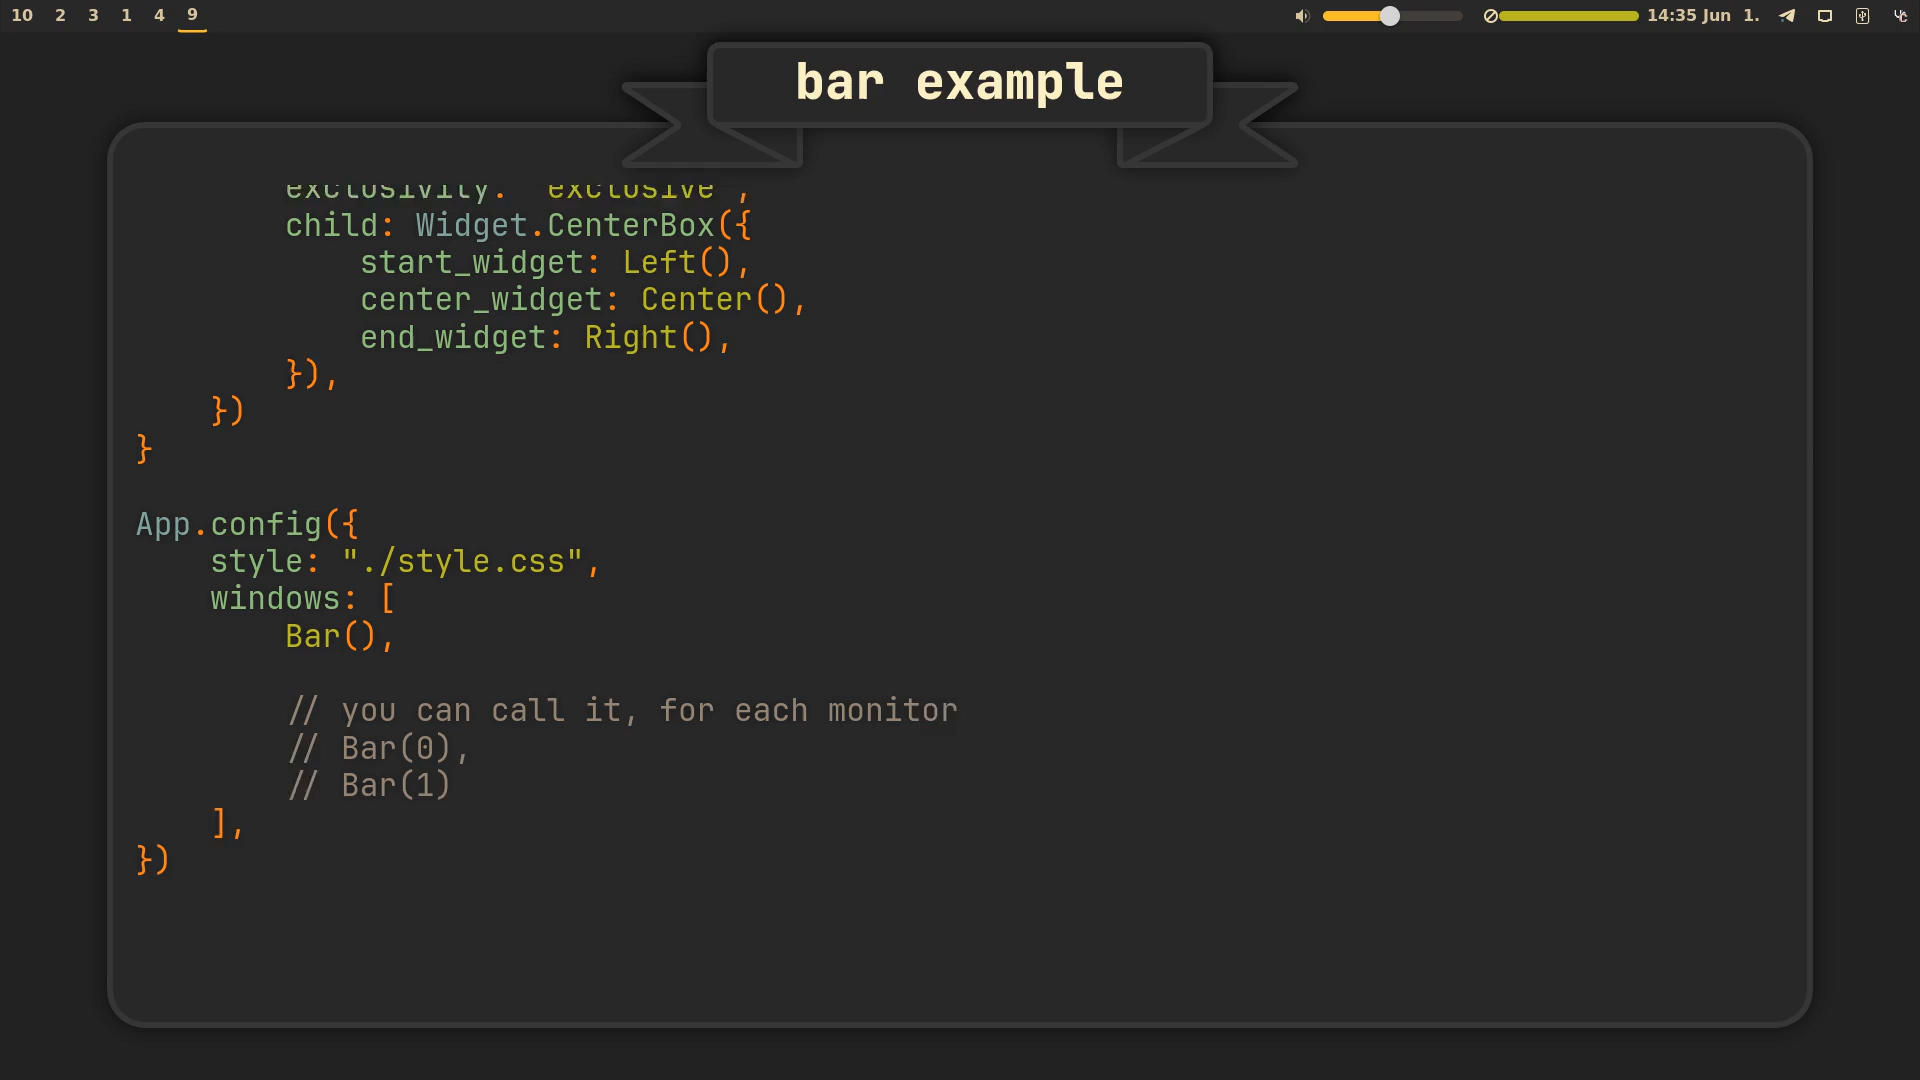 10 2 3 1 4 9 14:35 Jun 1.
bar example
exclusivity: "exclusive",
child: Widget.CenterBox({
start_widget: Left(),
center_widget: Center(),
end_widget: Right(),
}),
})
}
App.config({
style: "./style.css",
windows: [
Bar(),
// you can call it, for each monitor
// Bar(0),
// Bar(1)
],
})